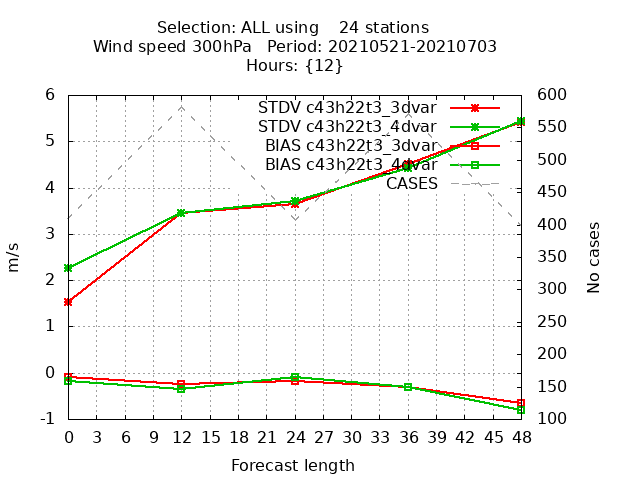 Selection: ALL using    24 stations
Wind speed 300hPa   Period: 20210521-20210703
Hours: {12}
STDV c43h22t3_3dvar
STDV c43h22t3_4dvar
BIAS c43h22t3_3dvar
BIAS c43h22t3_4dvar
CASES
6
5
4
3
2
1
0
-1
m/s
600
550
500
450
400
350
300
250
200
150
100
No cases
0 3 6 9 12 15 18 21 24 27 30 33 36 39 42 45 48
Forecast length